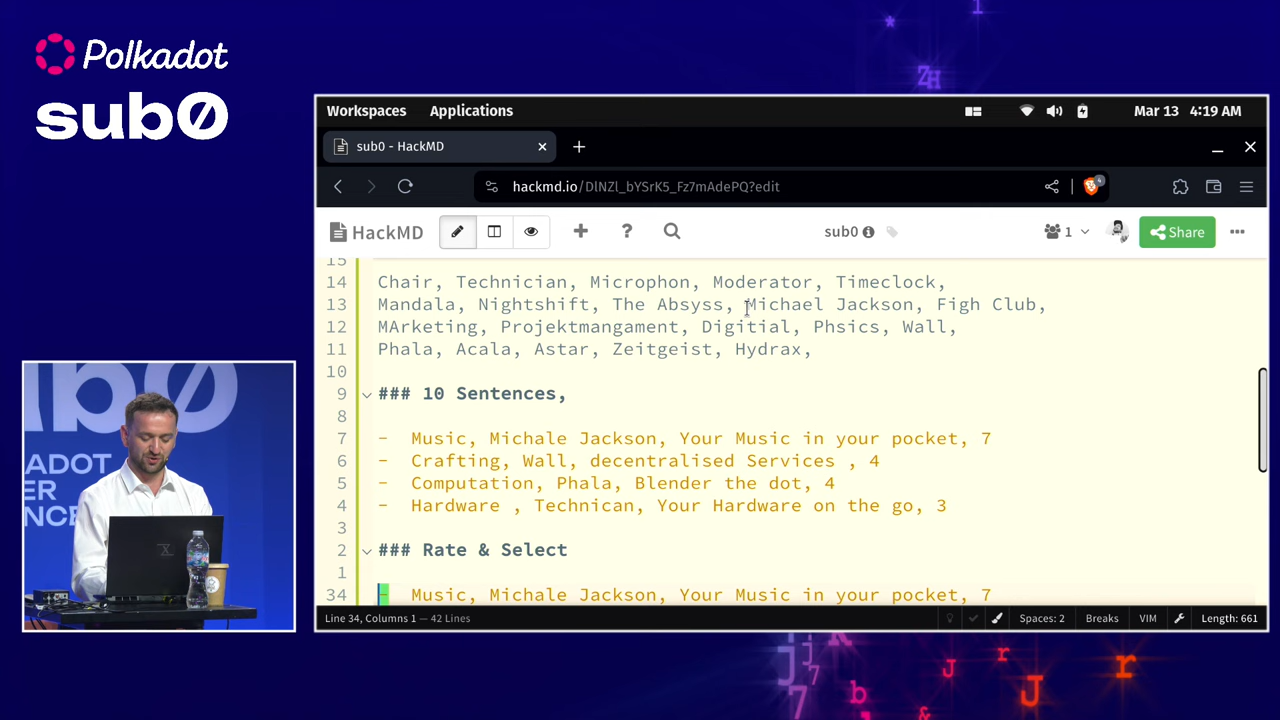 Polkadot
sub0
Workspaces Applications Mar 13 4:19 AM
sub0 - HackMD
hackmd.io/DlNZl_bYSrK5_Fz7mAdePQ?edit
HackMD sub0 1 Share
15
14 Chair, Technician, Microphon, Moderator, Timeclock,
13 Mandala, Nightshift, The Absyss, Michael Jackson, Figh Club,
12 MArketing, Projektmangament, Digitial, Phsics, Wall,
11 Phala, Acala, Astar, Zeitgeist, Hydrax,
10
9 ### 10 Sentences,
8
7 - Music, Michale Jackson, Your Music in your pocket, 7
6 - Crafting, Wall, decentralised Services , 4
5 - Computation, Phala, Blender the dot, 4
4 - Hardware , Technican, Your Hardware on the go, 3
3
2 ### Rate & Select
1
34 - Music, Michale Jackson, Your Music in your pocket, 7
Line 34, Columns 1 — 42 Lines Spaces: 2 Breaks VIM Length: 661